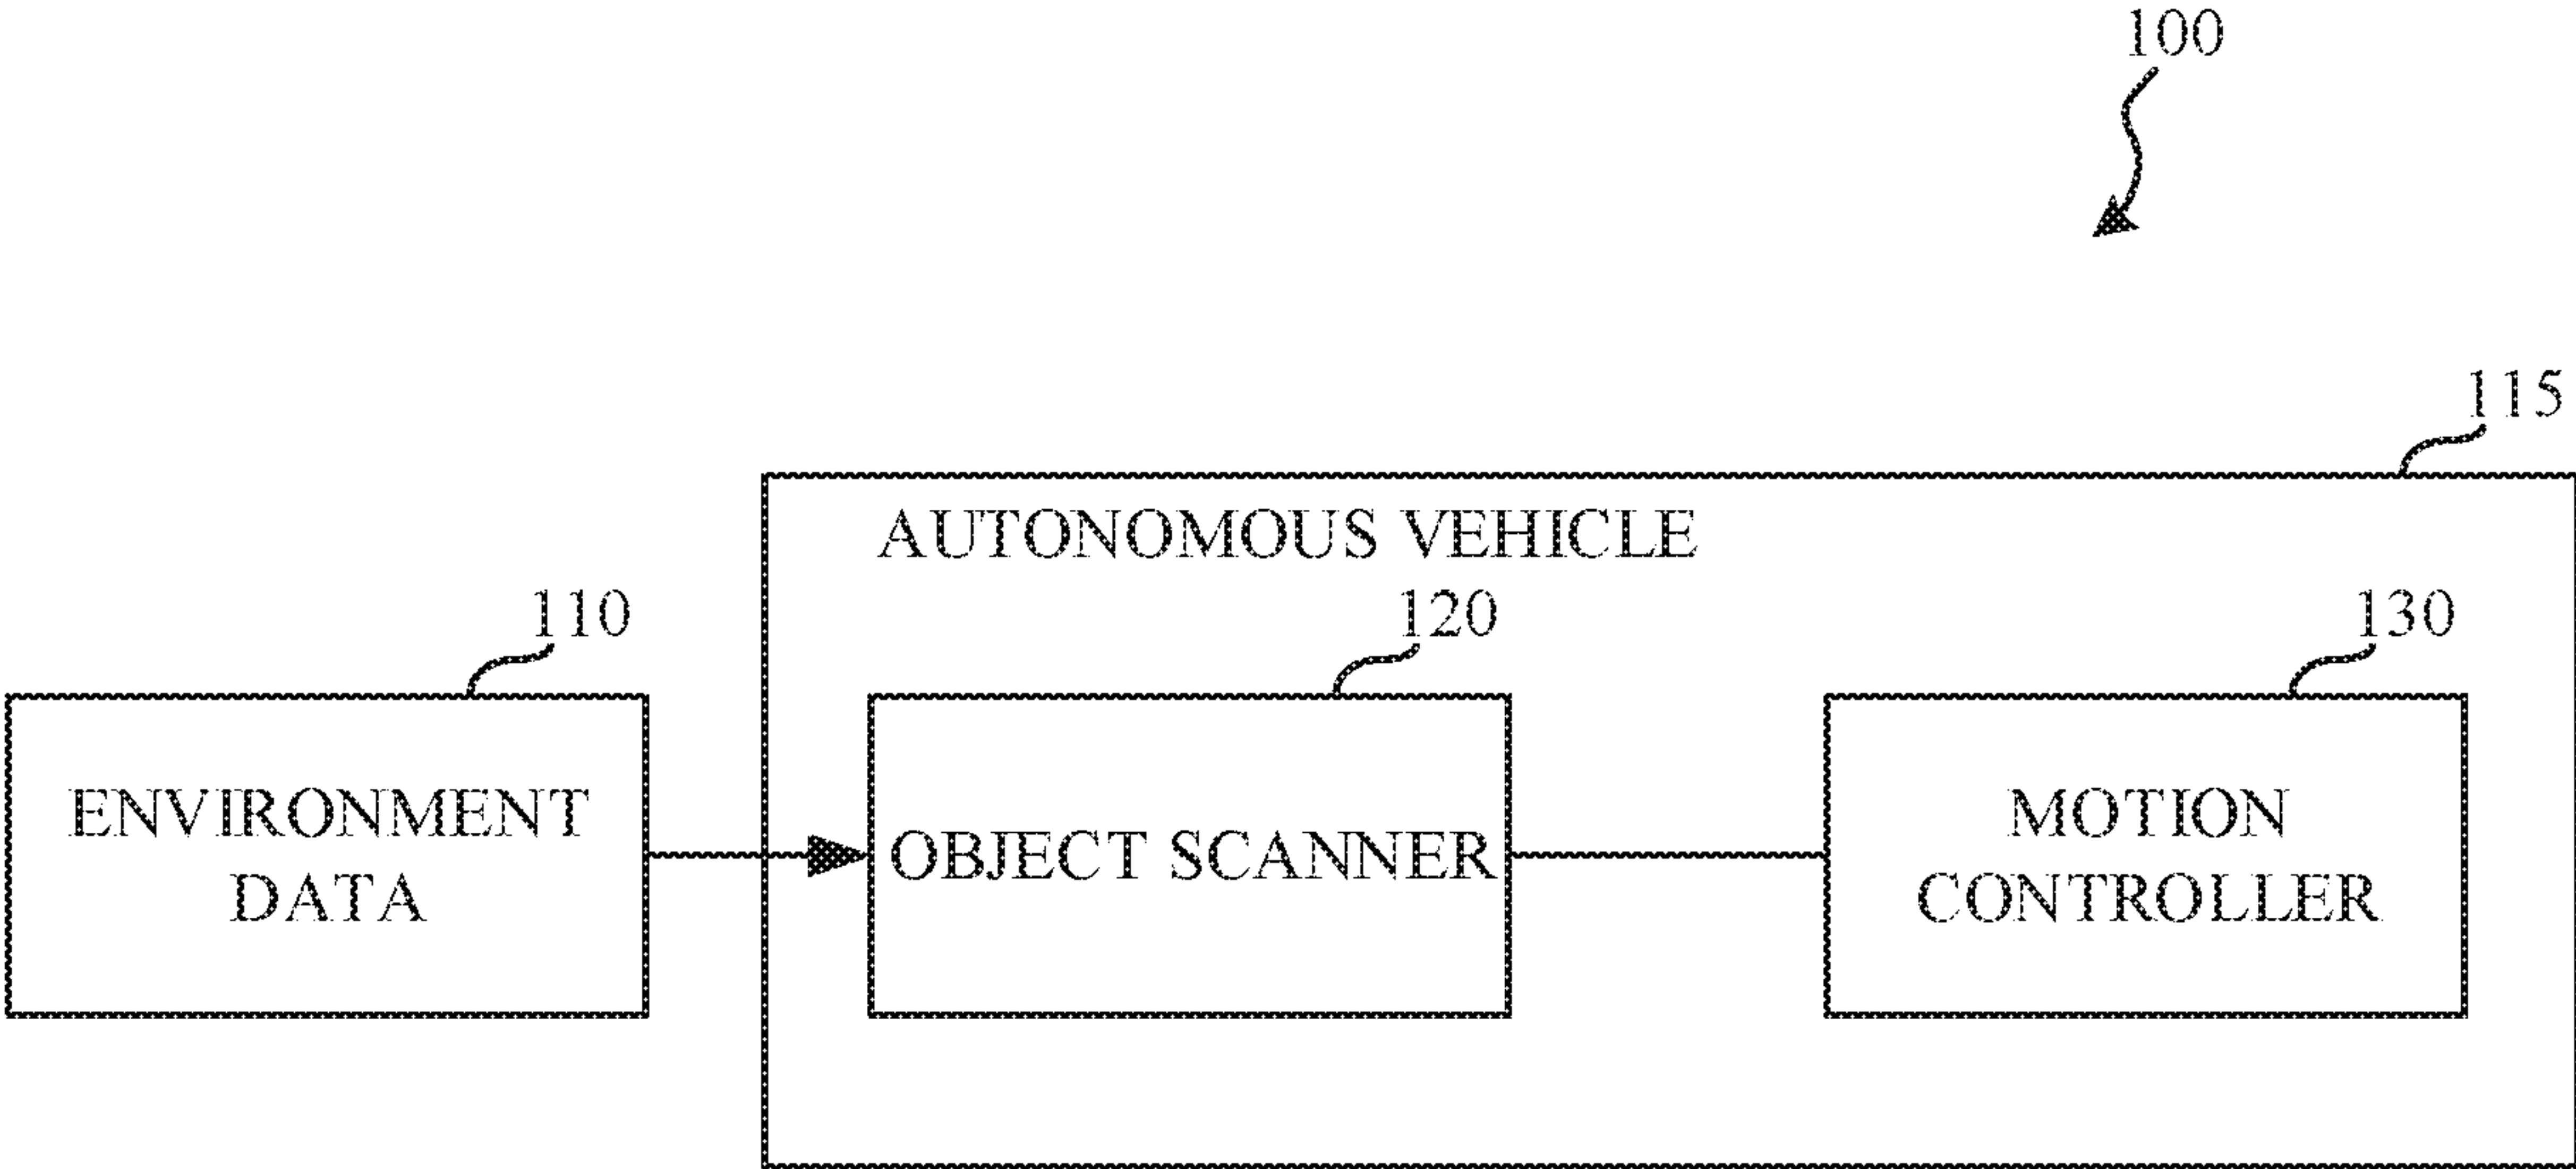 100
115
AUTONOMOUS VEHICLE
110
120
130
ENVIRONMENT
DATA
OBJECT SCANNER
MOTION
CONTROLLER